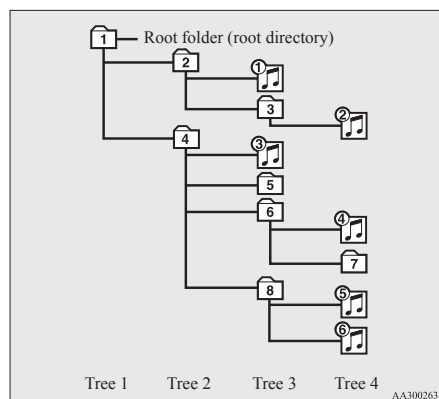 1 Root folder (root directory)
2 ①
3 ②
4 ③
5
6 ④
7
8 ⑤
⑥
Tree 1 Tree 2 Tree 3 Tree 4
AA300263